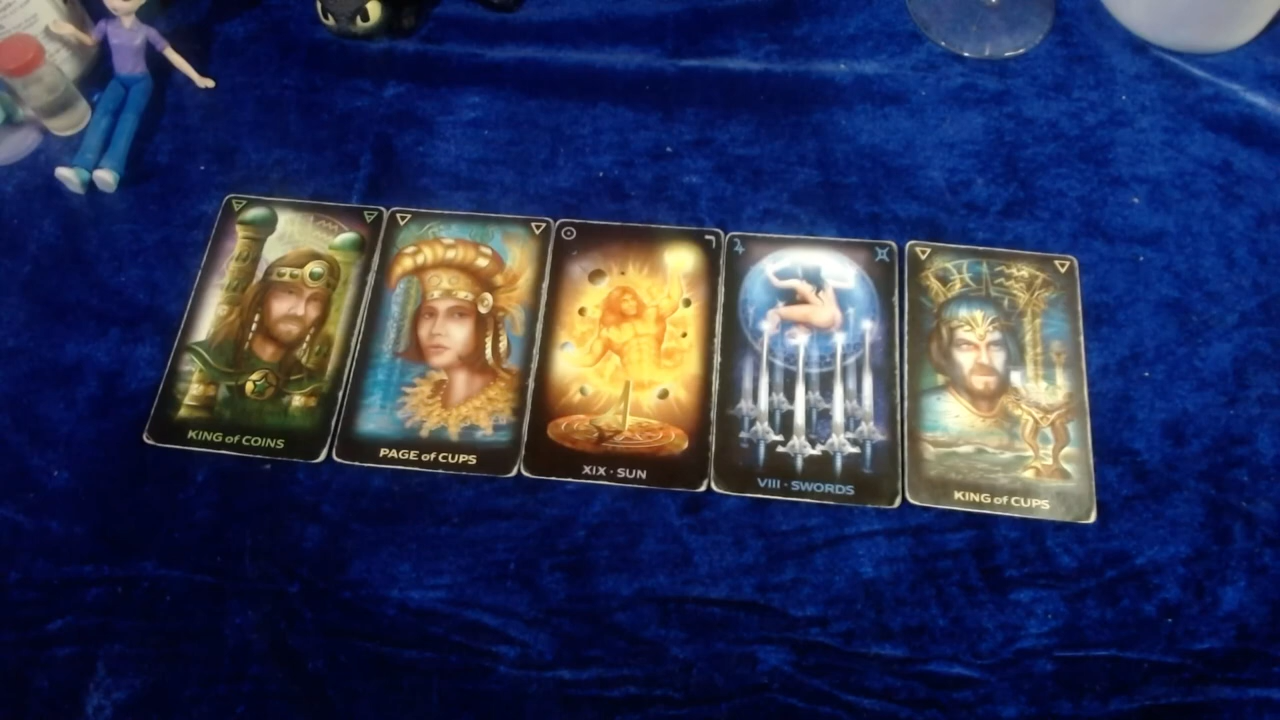 KING of COINS
PAGE of CUPS
XIX · SUN
VIII · SWORDS
KING of CUPS